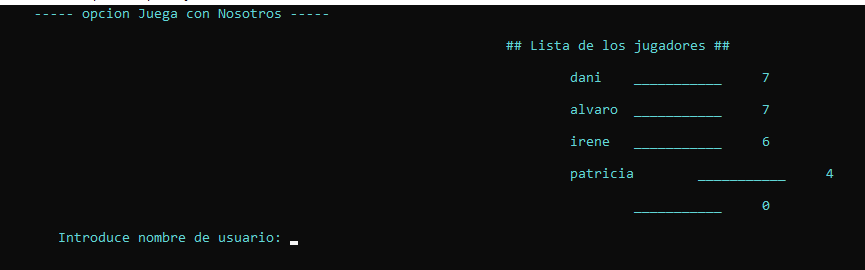 ----- opcion Juega con Nosotros -----
## Lista de los jugadores ##
dani ___________ 7
alvaro ___________ 7
irene ___________ 6
patricia ___________ 4
___________ 0
Introduce nombre de usuario: